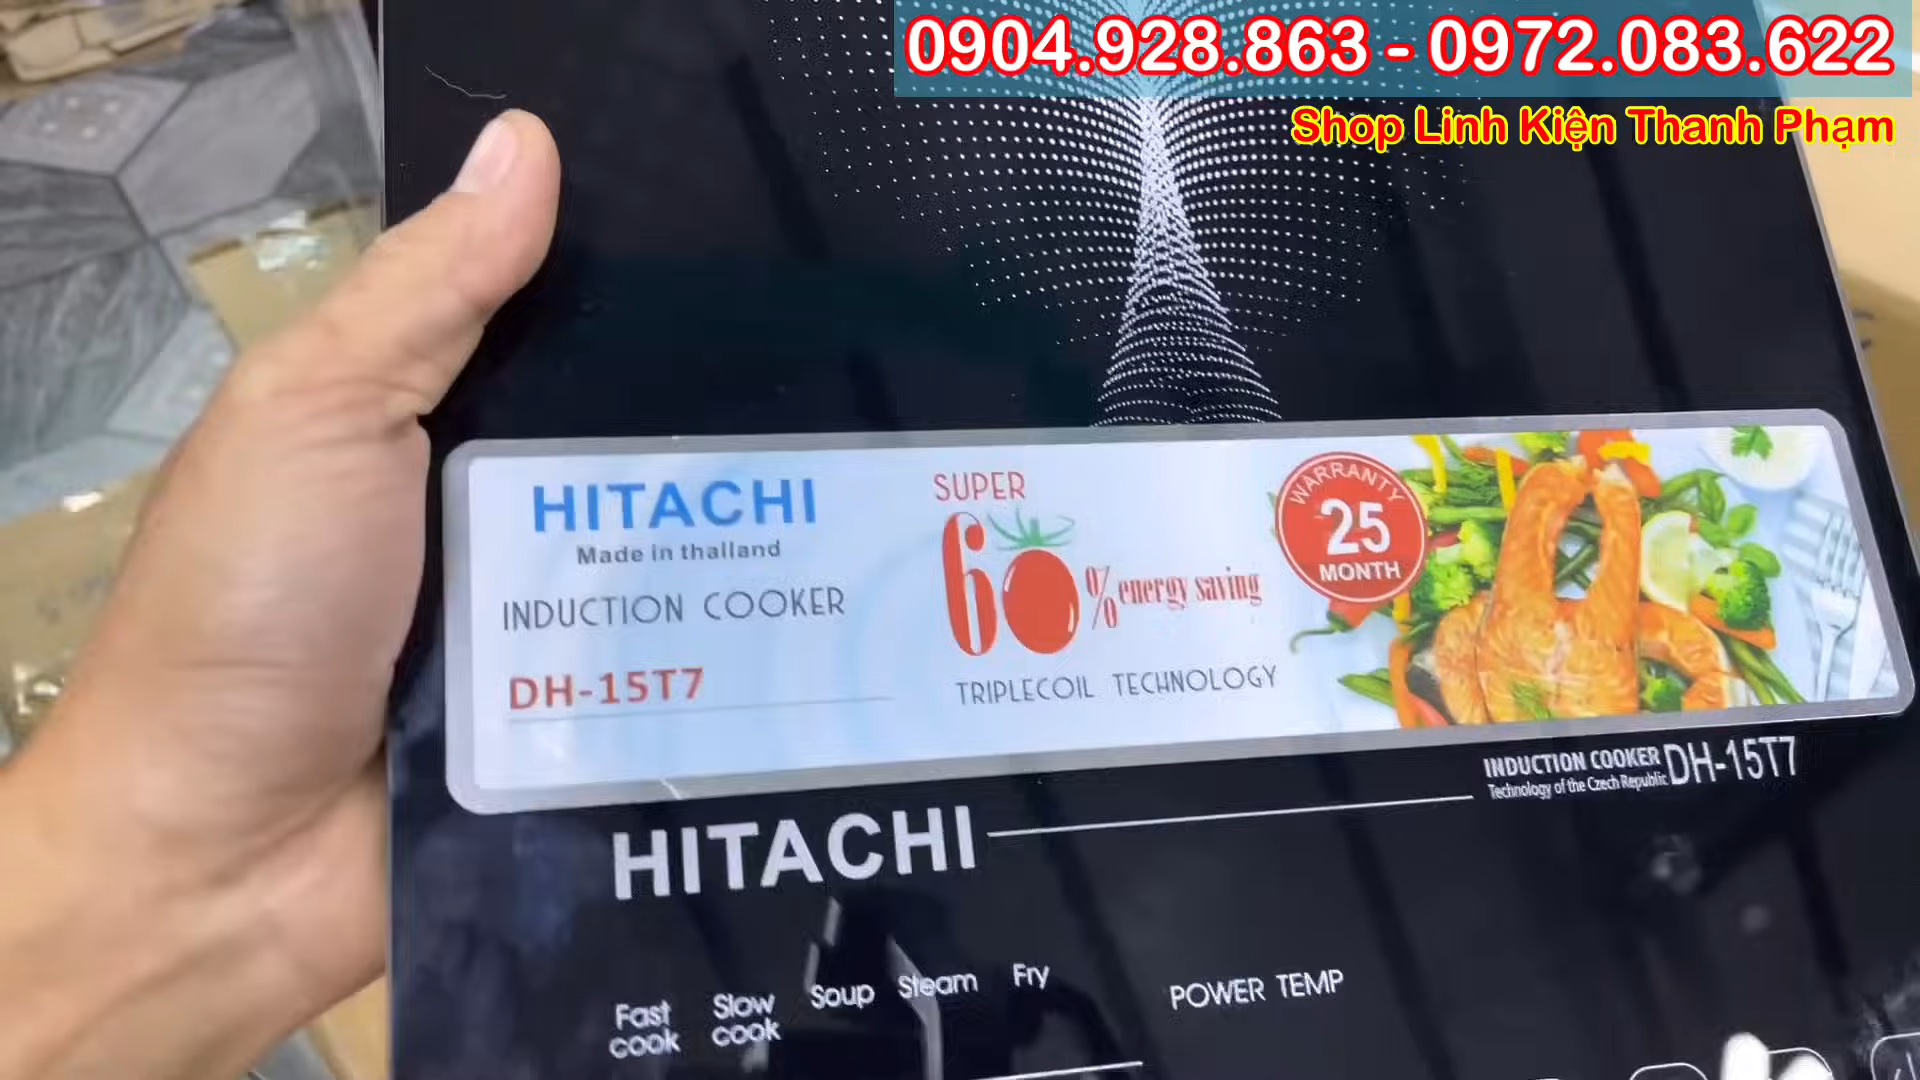 0904.928.863 - 0972.083.622
Shop Linh Kiện Thanh Phạm
HITACHI
Made in thailand
INDUCTION COOKER
DH-15T7
SUPER
60% energy saving
TRIPLECOIL TECHNOLOGY
WARRANTY
25
MONTH
INDUCTION COOKER DH-15T7
Technology of the Czech Republic
HITACHI
Fast cook
Slow cook
Soup
Steam
Fry
POWER TEMP